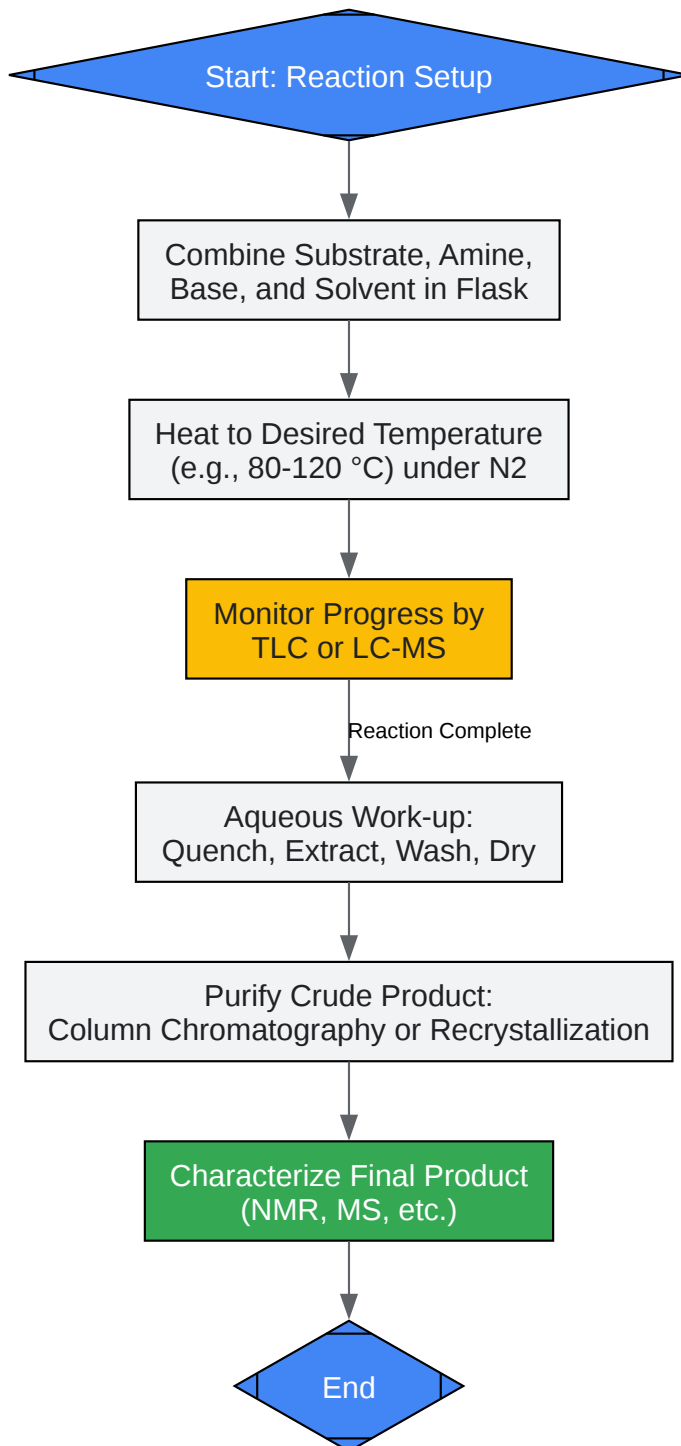 Start: Reaction Setup
Combine Substrate, Amine,
Base, and Solvent in Flask
Heat to Desired Temperature
(e.g., 80-120 °C) under N2
Monitor Progress by
TLC or LC-MS
Reaction Complete
Aqueous Work-up:
Quench, Extract, Wash, Dry
Purify Crude Product:
Column Chromatography or Recrystallization
Characterize Final Product
(NMR, MS, etc.)
End